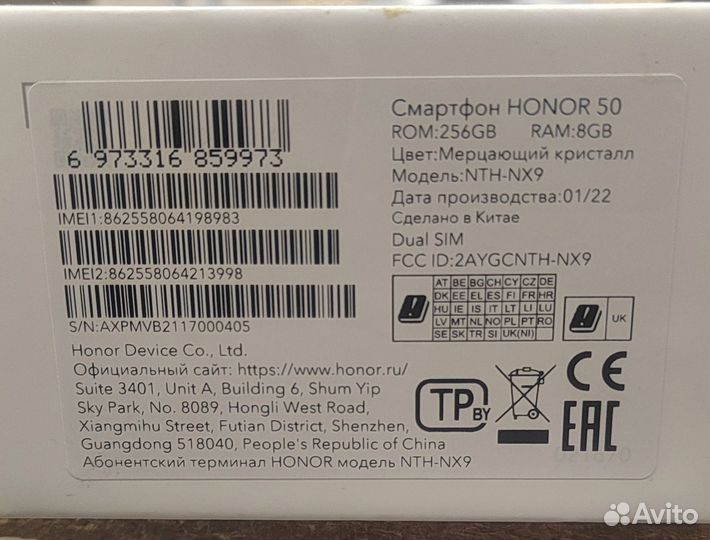 6 973316 859973
IMEI1:862558064198983
IMEI2:862558064213998
S/N:AXPMVB2117000405
Смартфон HONOR 50
ROM:256GB RAM:8GB
Цвет:Мерцающий кристалл
Модель:NTH-NX9
Дата производства:01/22
Сделано в Китае
Dual SIM
FCC ID:2AYGCNTH-NX9
AT BE BG CH CY CZ DE
DK EE EL ES FI FR HR
HU IE IS IT LT LI LU
LV MT NL NO PL PT RO
SE SK TR SI UK(NI)
UK
Honor Device Co., Ltd.
Официальный сайт: https://www.honor.ru/
Suite 3401, Unit A, Building 6, Shum Yip
Sky Park, No. 8089, Hongli West Road,
Xiangmihu Street, Futian District, Shenzhen,
Guangdong 518040, People's Republic of China
Абонентский терминал HONOR модель NTH-NX9
TP BY
CE
EAC
Avito